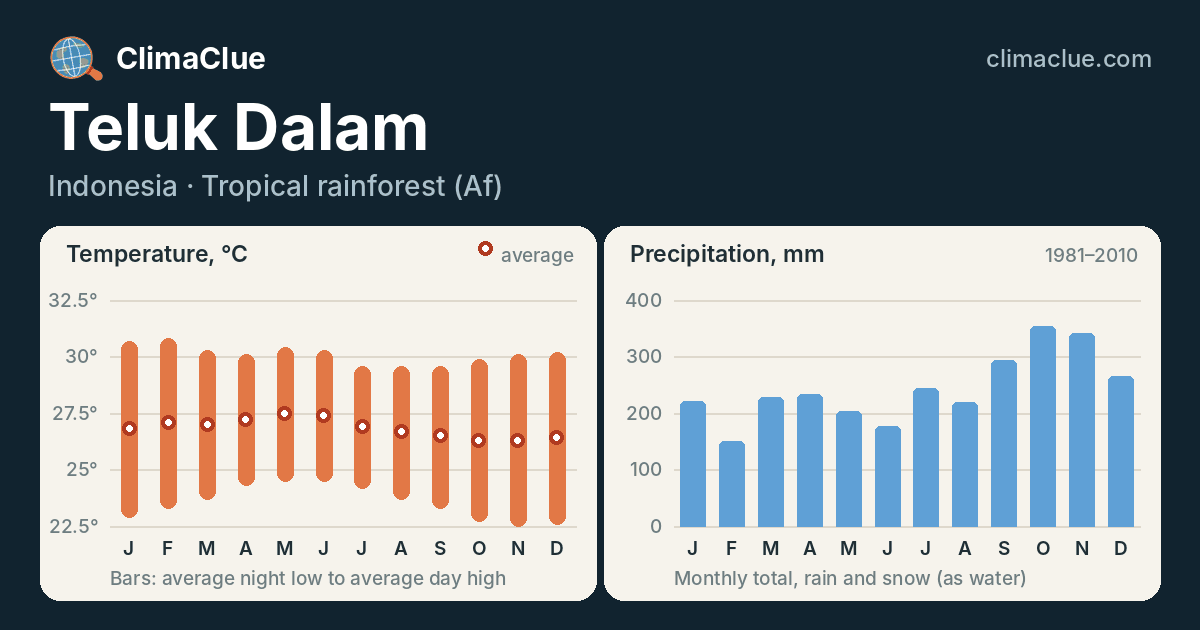 ClimaClue
climaclue.com
Teluk Dalam
Indonesia · Tropical rainforest (Af)
Temperature, °C
average
32.5°
30°
27.5°
25°
22.5°
J F M A M J J A S O N D
Bars: average night low to average day high
Precipitation, mm
1981–2010
400
300
200
100
0
J F M A M J J A S O N D
Monthly total, rain and snow (as water)